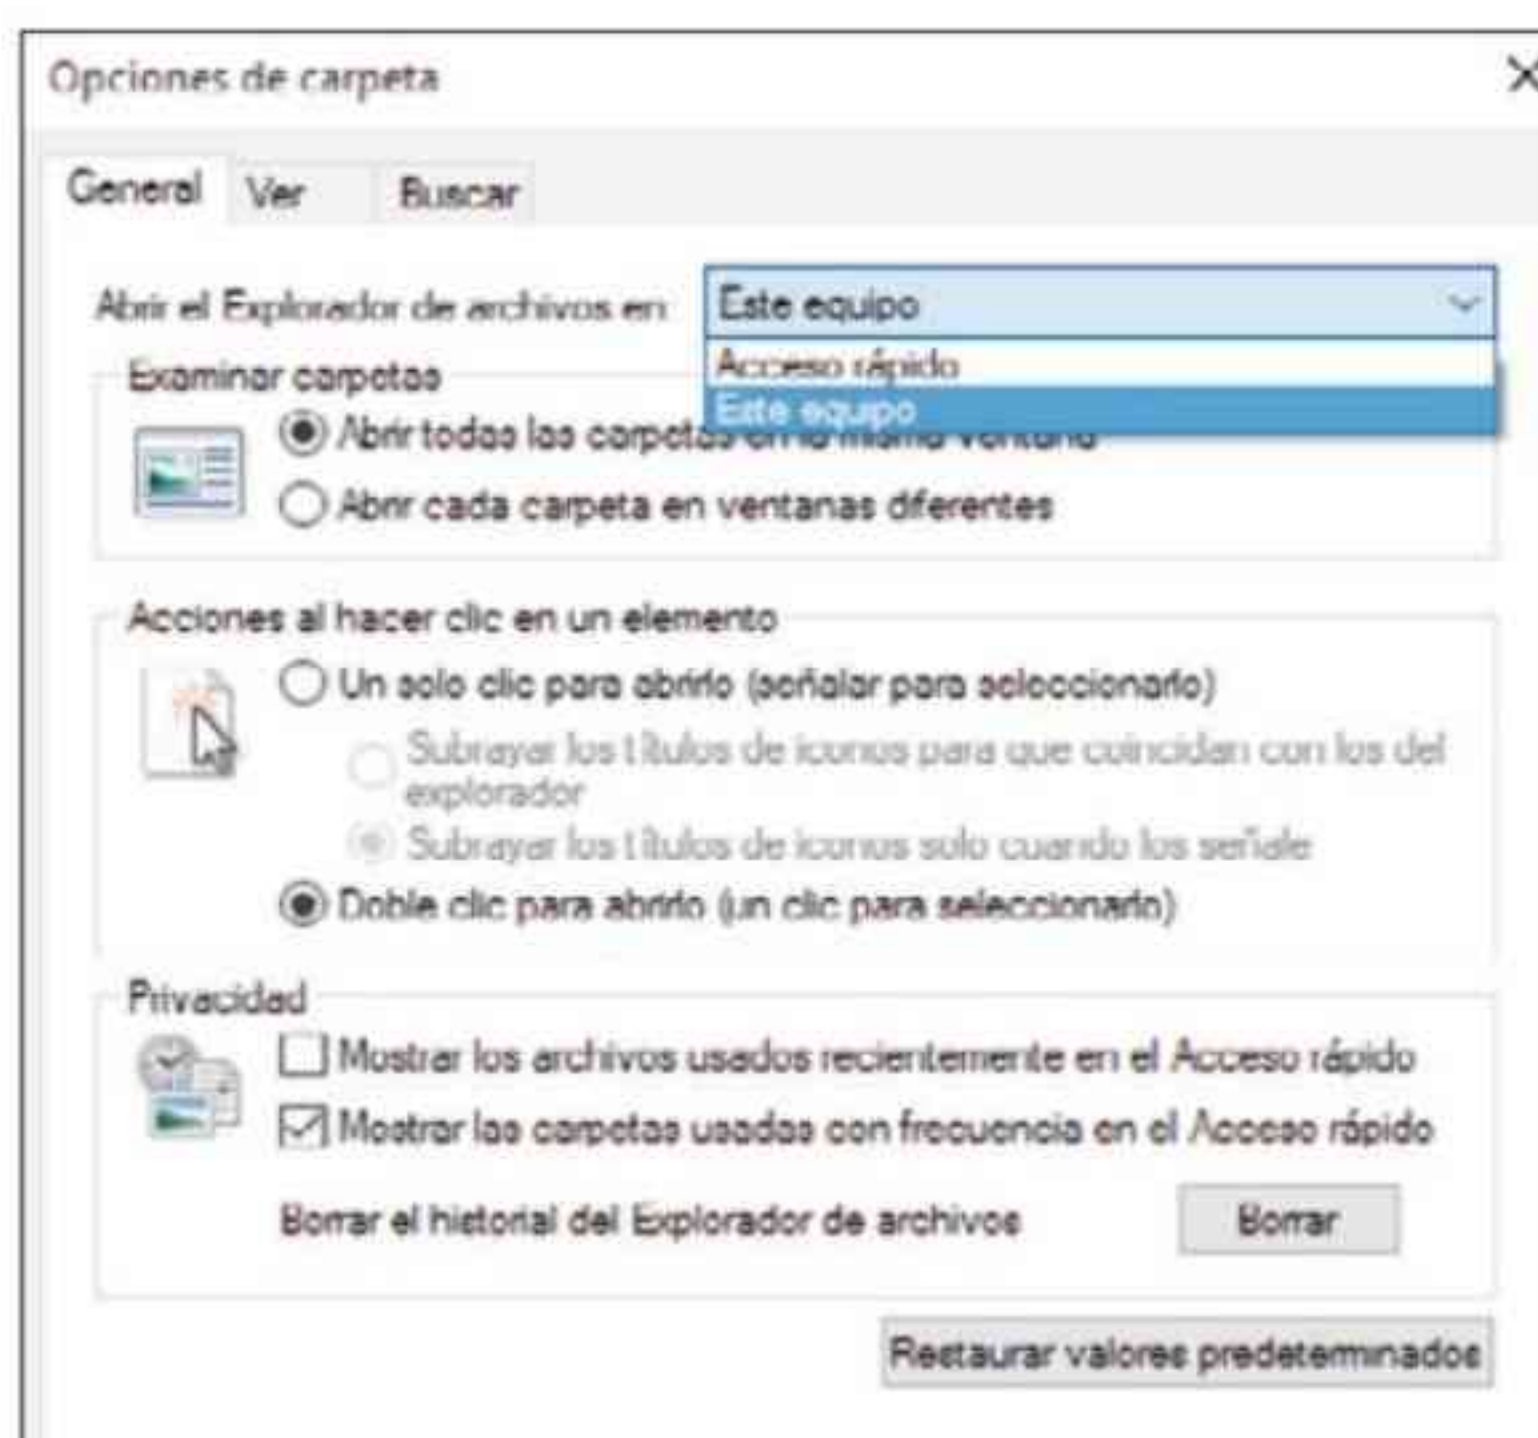 Opciones de carpeta
General Ver Buscar
Abrir el Explorador de archivos en: Este equipo
Acceso rápido
Este equipo
Examinar carpetas
Abrir todas las carpetas en la misma ventana
Abrir cada carpeta en ventanas diferentes
Acciones al hacer clic en un elemento
Un solo clic para abrirlo (señalar para seleccionarlo)
Subrayar los títulos de iconos para que coincidan con los del
explorador
Subrayar los títulos de iconos solo cuando los señale
Doble clic para abrirlo (un clic para seleccionarlo)
Privacidad
Mostrar los archivos usados recientemente en el Acceso rápido
Mostrar las carpetas usadas con frecuencia en el Acceso rápido
Borrar el historial del Explorador de archivos Borrar
Restaurar valores predeterminados